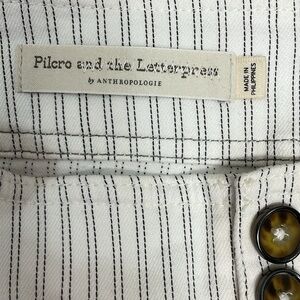 Pilcro and the Letterpress
by ANTHROPOLOGIE
MADE IN
PHILIPPINES